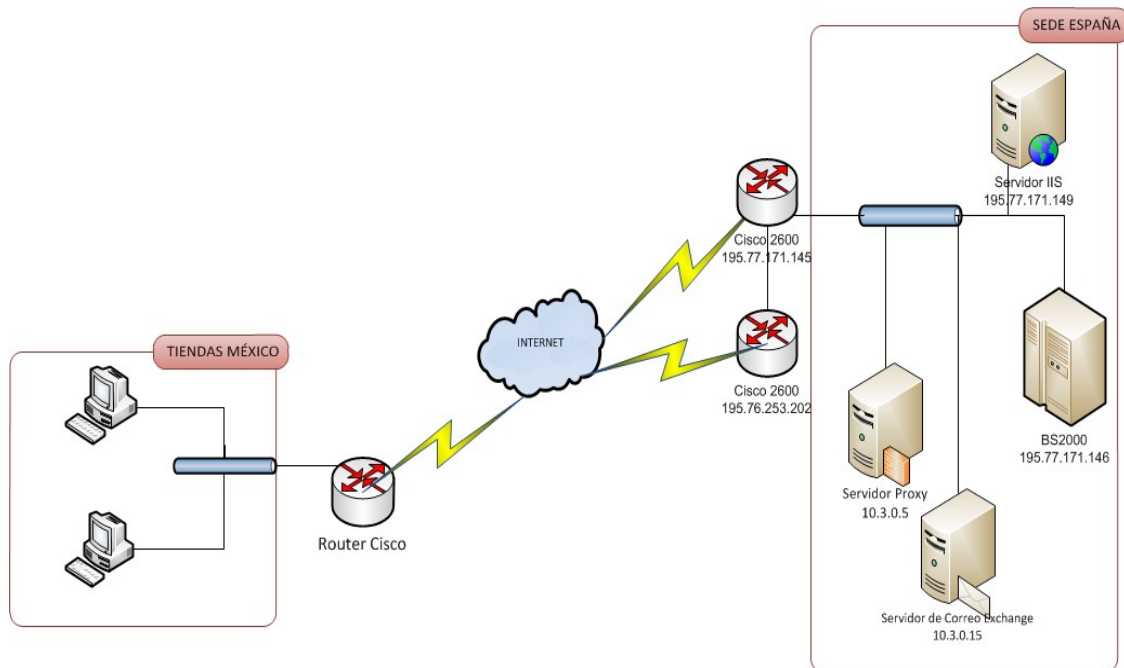 SEDE ESPAÑA
Servidor IIS
195.77.171.149
Cisco 2600
195.77.171.145
INTERNET
TIENDAS MÉXICO
Cisco 2600
195.76.253.202
BS2000
195.77.171.146
Servidor Proxy
10.3.0.5
Router Cisco
Servidor de Correo Exchange
10.3.0.15